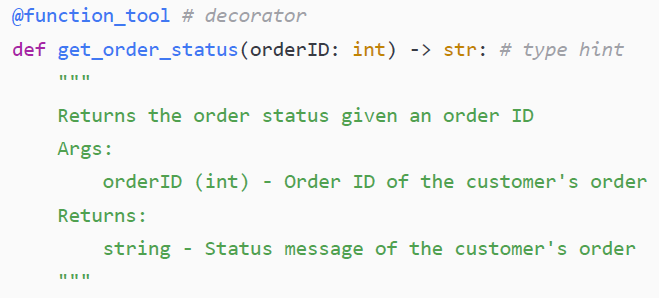 @function_tool # decorator
def get_order_status(orderID: int) -> str: # type hint
    """
    Returns the order status given an order ID
    Args:
        orderID (int) - Order ID of the customer's order
    Returns:
        string - Status message of the customer's order
    """